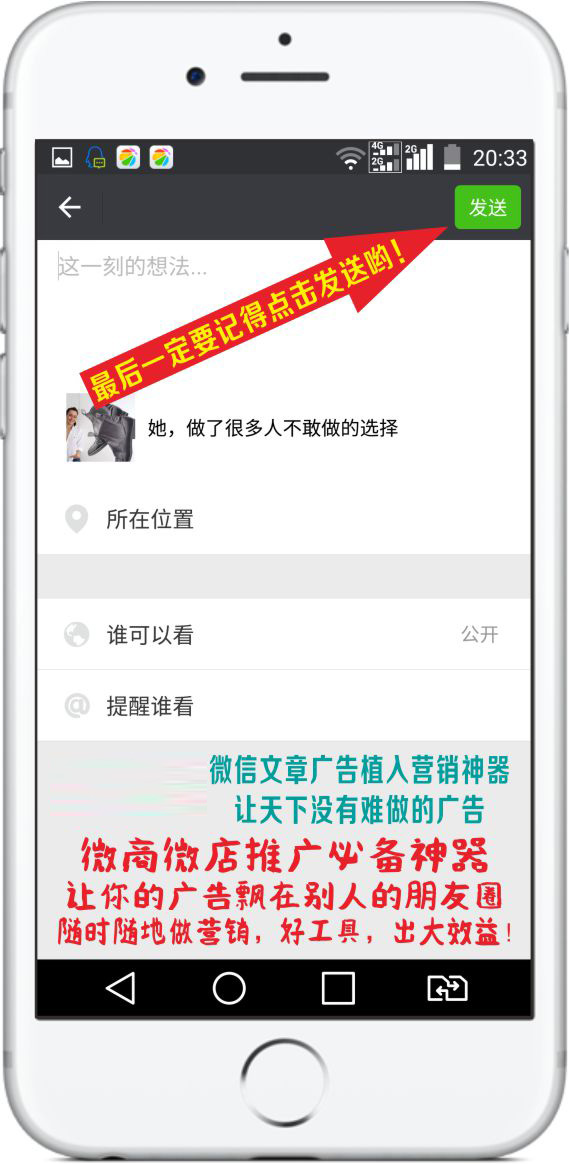 4G
2G
2G
20:33
发送
这一刻的想法...
最后一定要记得点击发送哟！
她，做了很多人不敢做的选择
所在位置
谁可以看
公开
提醒谁看
微信文章广告植入营销神器
让天下没有难做的广告
微商微店推广必备神器
让你的广告飘在别人的朋友圈
随时随地做营销，好工具，出大效益！